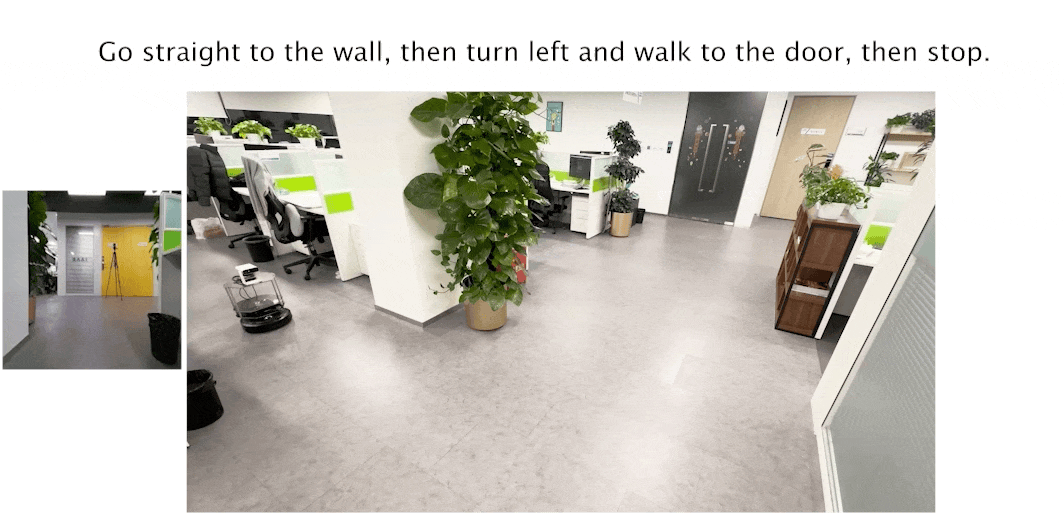 Go straight to the wall, then turn left and walk to the door, then stop.